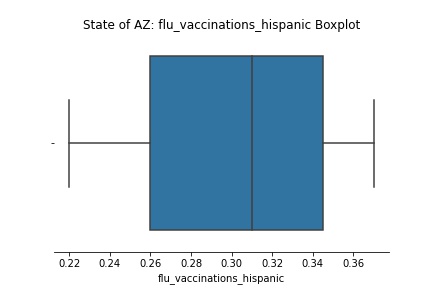 State of AZ: flu_vaccinations_hispanic Boxplot
-
0.22 0.24 0.26 0.28 0.30 0.32 0.34 0.36
flu_vaccinations_hispanic